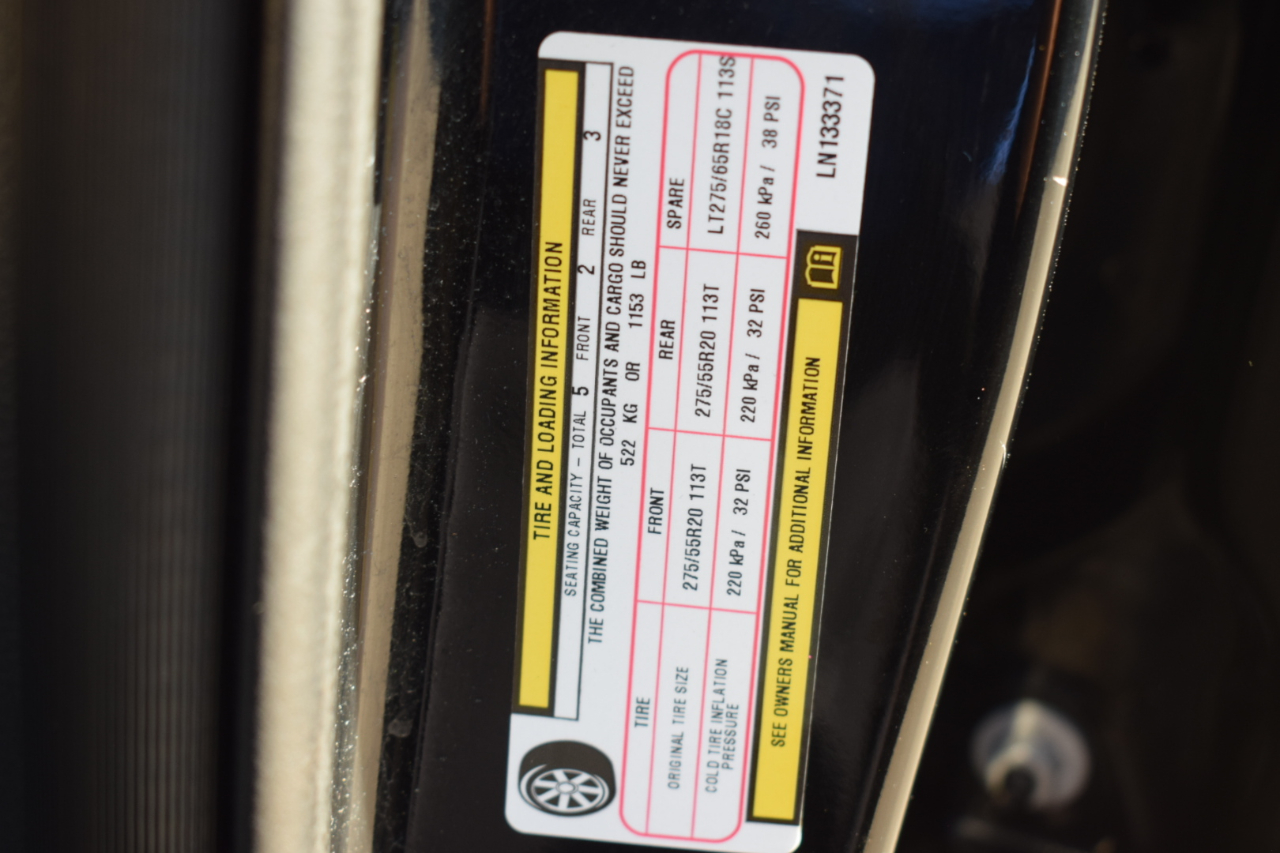 TIRE AND LOADING INFORMATION
SEATING CAPACITY – TOTAL 5 FRONT 2 REAR 3
THE COMBINED WEIGHT OF OCCUPANTS AND CARGO SHOULD NEVER EXCEED
522 KG OR 1153 LB
TIRE FRONT REAR SPARE
ORIGINAL TIRE SIZE 275/55R20 113T 275/55R20 113T LT275/65R18C 113S
COLD TIRE INFLATION PRESSURE 220 kPa / 32 PSI 220 kPa / 32 PSI 260 kPa / 38 PSI
SEE OWNERS MANUAL FOR ADDITIONAL INFORMATION
LN133371